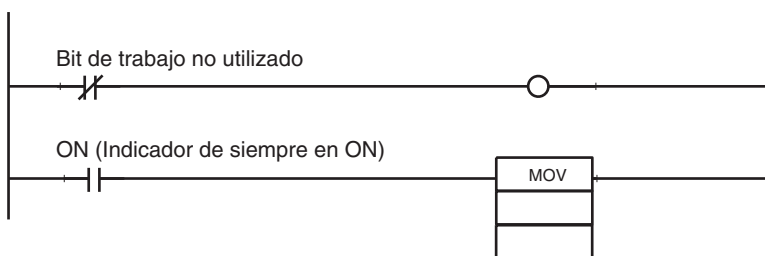 Bit de trabajo no utilizado
ON (Indicador de siempre en ON)
MOV